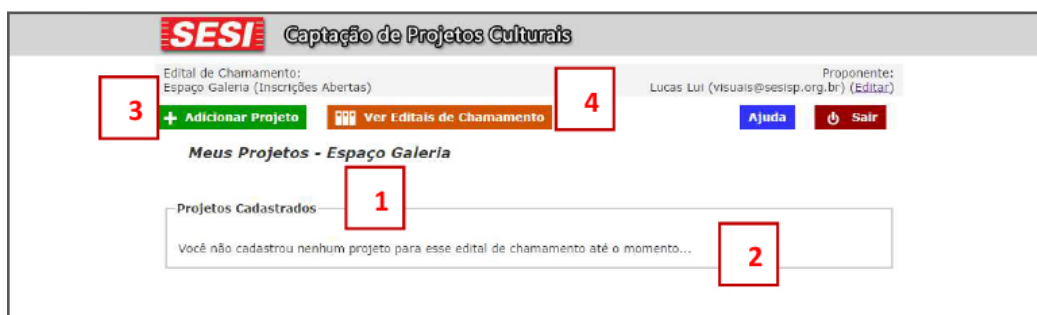 SESI Captação de Projetos Culturais
Edital de Chamamento:
Espaço Galeria (Inscrições Abertas)
Proponente:
Lucas Lui (visuais@sesisp.org.br) (Editar)
3
4
+ Adicionar Projeto
Ver Editais de Chamamento
Ajuda
Sair
Meus Projetos - Espaço Galeria
1
Projetos Cadastrados
Você não cadastrou nenhum projeto para esse edital de chamamento até o momento...
2